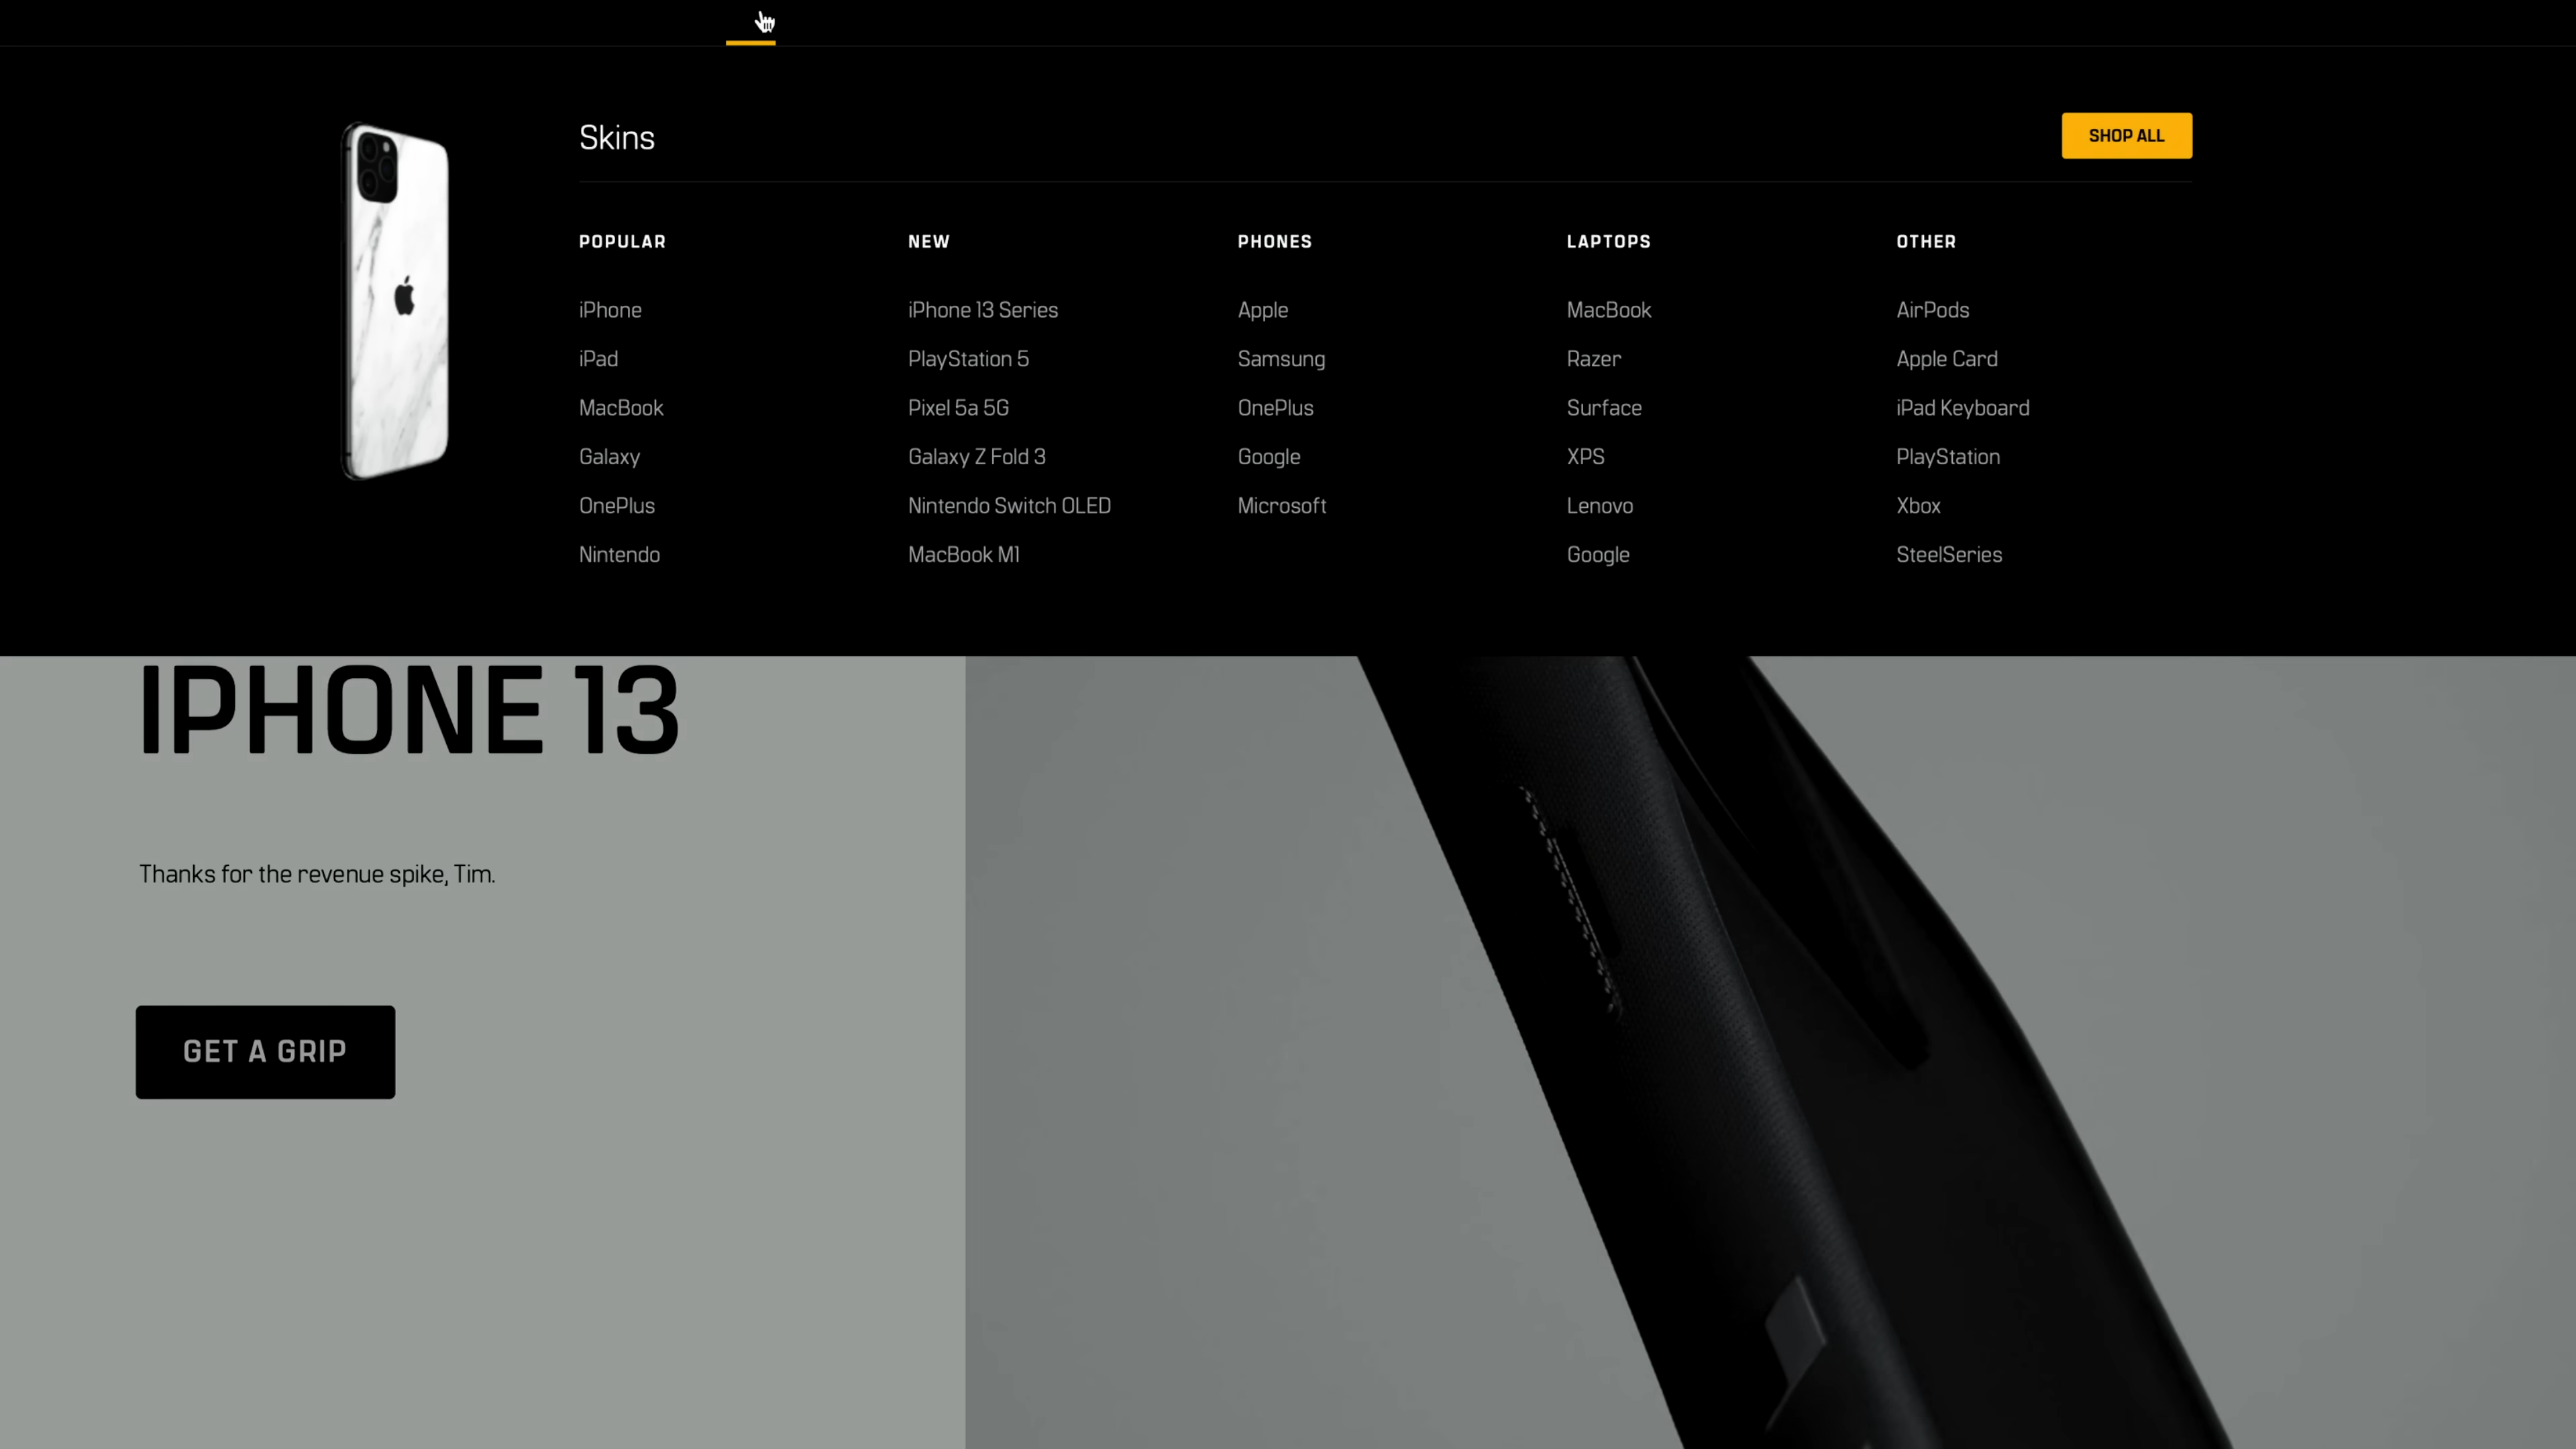 Skins
SHOP ALL
POPULAR
iPhone
iPad
MacBook
Galaxy
OnePlus
Nintendo
NEW
iPhone 13 Series
PlayStation 5
Pixel 5a 5G
Galaxy Z Fold 3
Nintendo Switch OLED
MacBook M1
PHONES
Apple
Samsung
OnePlus
Google
Microsoft
LAPTOPS
MacBook
Razer
Surface
XPS
Lenovo
Google
OTHER
AirPods
Apple Card
iPad Keyboard
PlayStation
Xbox
SteelSeries
IPHONE 13
Thanks for the revenue spike, Tim.
GET A GRIP